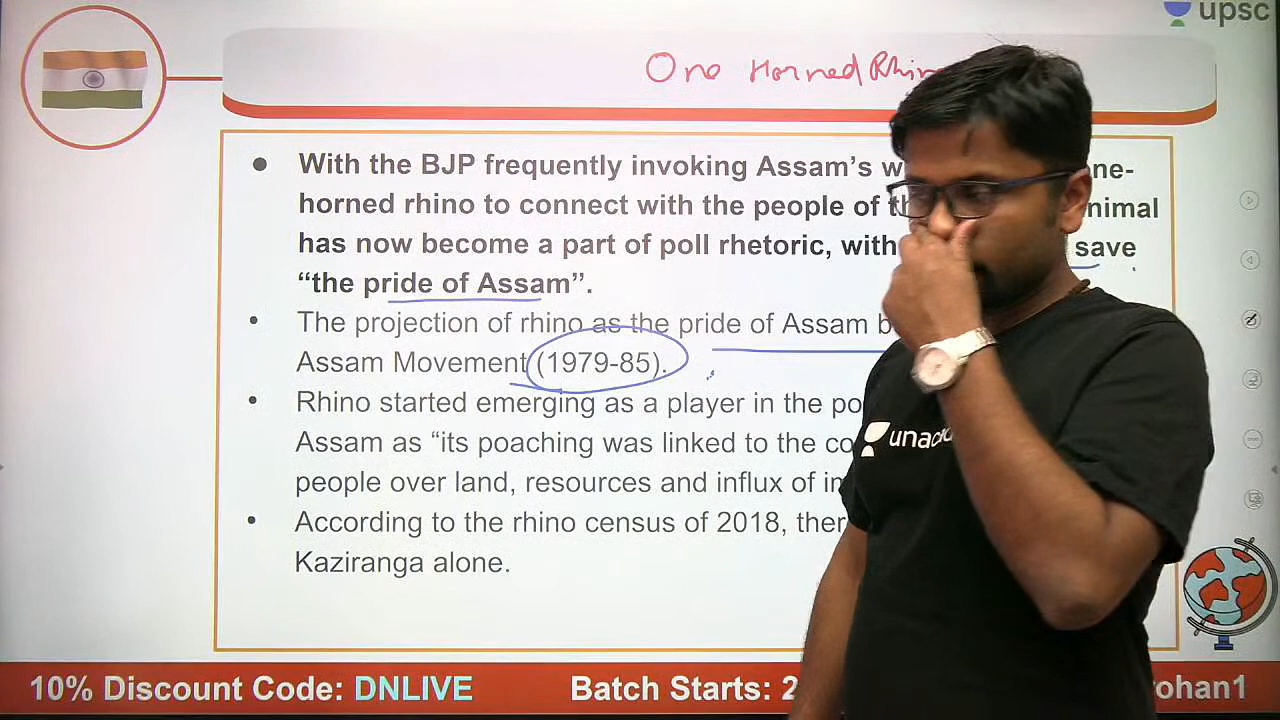 upsc
One Horned Rhin
With the BJP frequently invoking Assam's w ne-
horned rhino to connect with the people of th nimal
has now become a part of poll rhetoric, with save
“the pride of Assam”.
The projection of rhino as the pride of Assam b
Assam Movement (1979-85).
Rhino started emerging as a player in the po
Assam as “its poaching was linked to the co
people over land, resources and influx of in
According to the rhino census of 2018, ther
Kaziranga alone.
unac
10% Discount Code: DNLIVE
Batch Starts: 2 ohan1